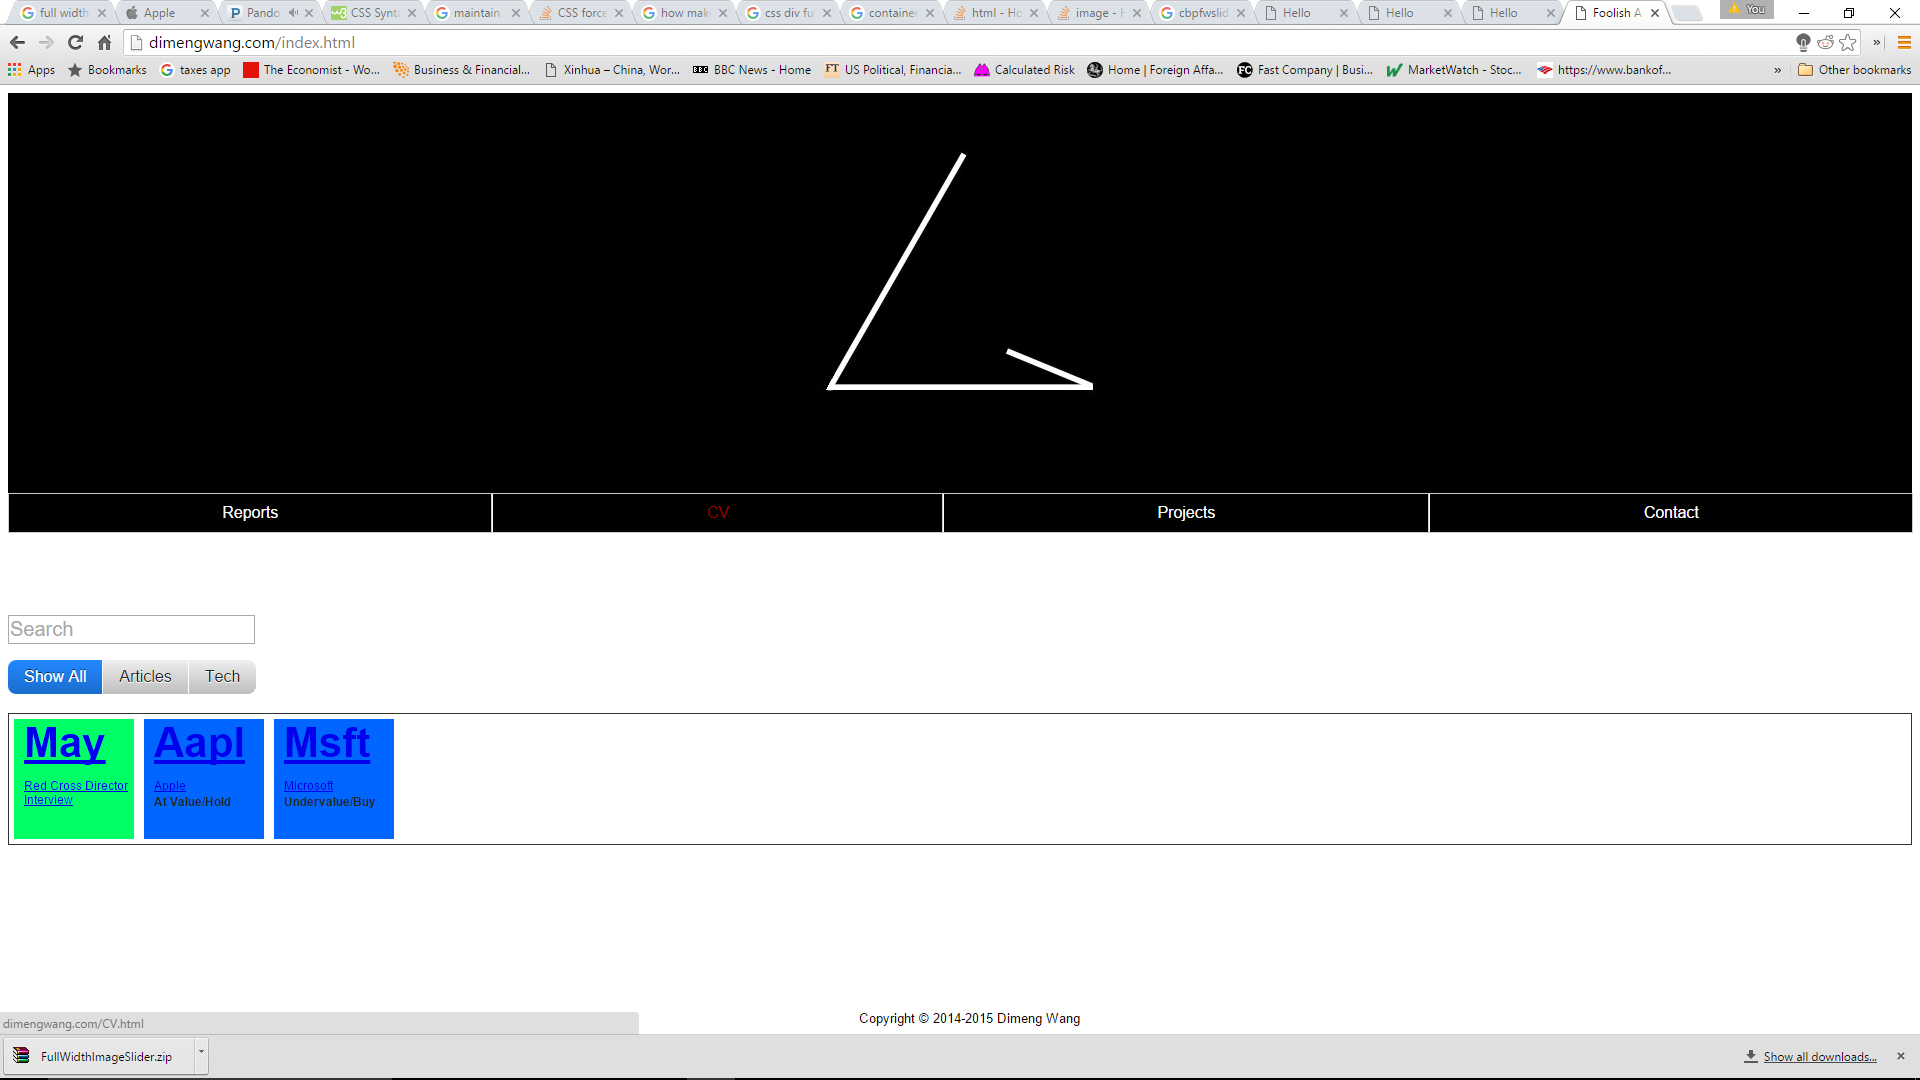 full width
Apple
Pando
CSS Synt
maintain
CSS force
how mak
css div fu
container
html - Ho
image - H
cbpfwslid
Hello
Hello
Hello
Foolish A
You
dimengwang.com/index.html
Apps
Bookmarks
taxes app
The Economist - Wo...
Business & Financial...
Xinhua – China, Wor...
BBC News - Home
US Political, Financia...
Calculated Risk
Home | Foreign Affa...
Fast Company | Busi...
MarketWatch - Stoc...
https://www.bankof...
»
Other bookmarks
Reports
CV
Projects
Contact
Search
Show All
Articles
Tech
May
Red Cross Director
Interview
Aapl
Apple
At Value/Hold
Msft
Microsoft
Undervalue/Buy
Copyright © 2014-2015 Dimeng Wang
dimengwang.com/CV.html
FullWidthImageSlider.zip
Show all downloads...